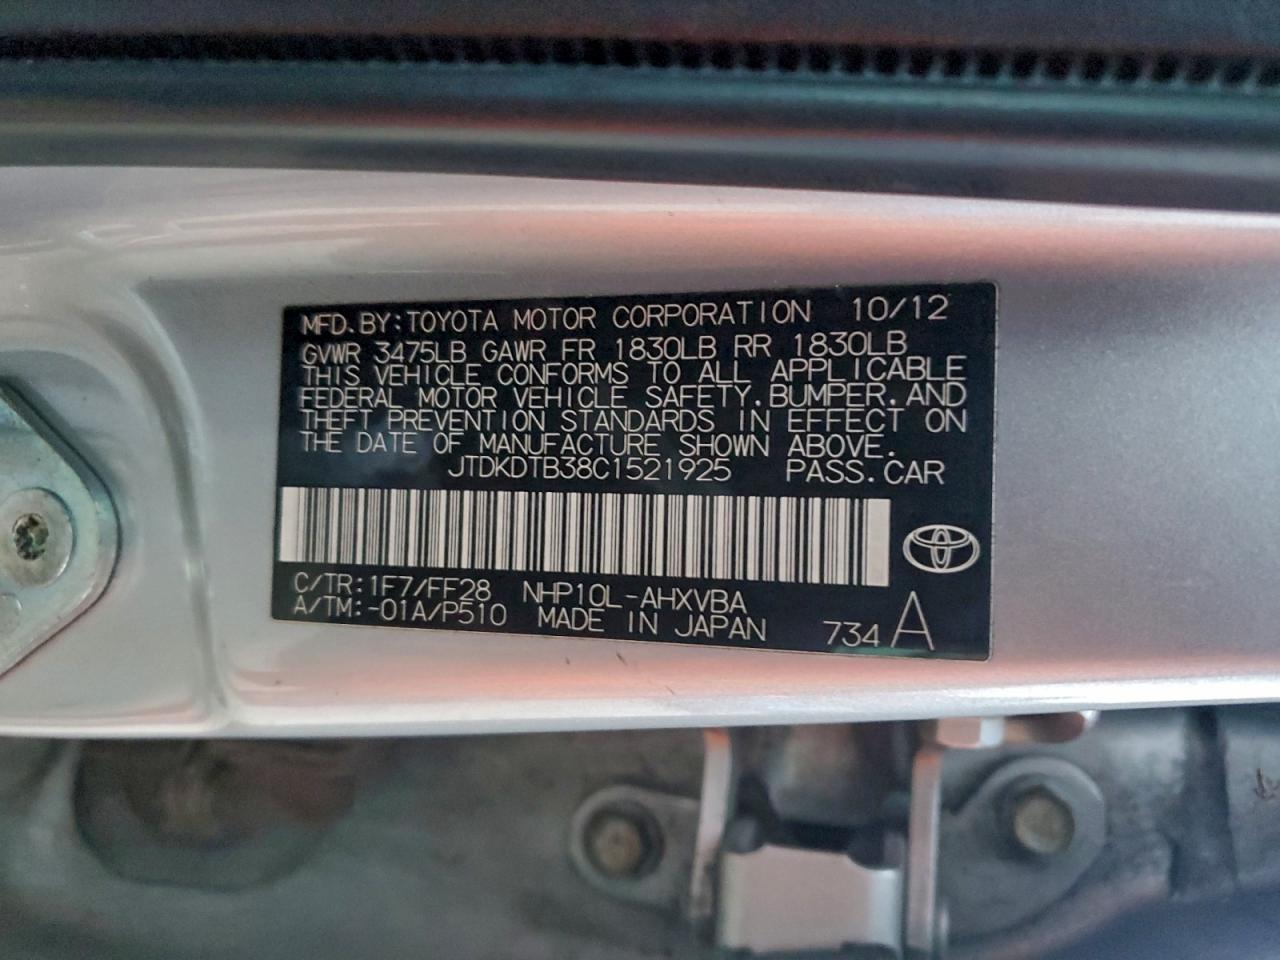 MFD.BY:TOYOTA MOTOR CORPORATION 10/12
GVWR 3475LB GAWR FR 1830LB RR 1830LB
THIS VEHICLE CONFORMS TO ALL APPLICABLE
FEDERAL MOTOR VEHICLE SAFETY,BUMPER,AND
THEFT PREVENTION STANDARDS IN EFFECT ON
THE DATE OF MANUFACTURE SHOWN ABOVE.
JTDKDTB38C1521925 PASS.CAR
C/TR:1F7/FF28 NHP10L-AHXVBA
A/TM:-01A/P510 MADE IN JAPAN 734 A